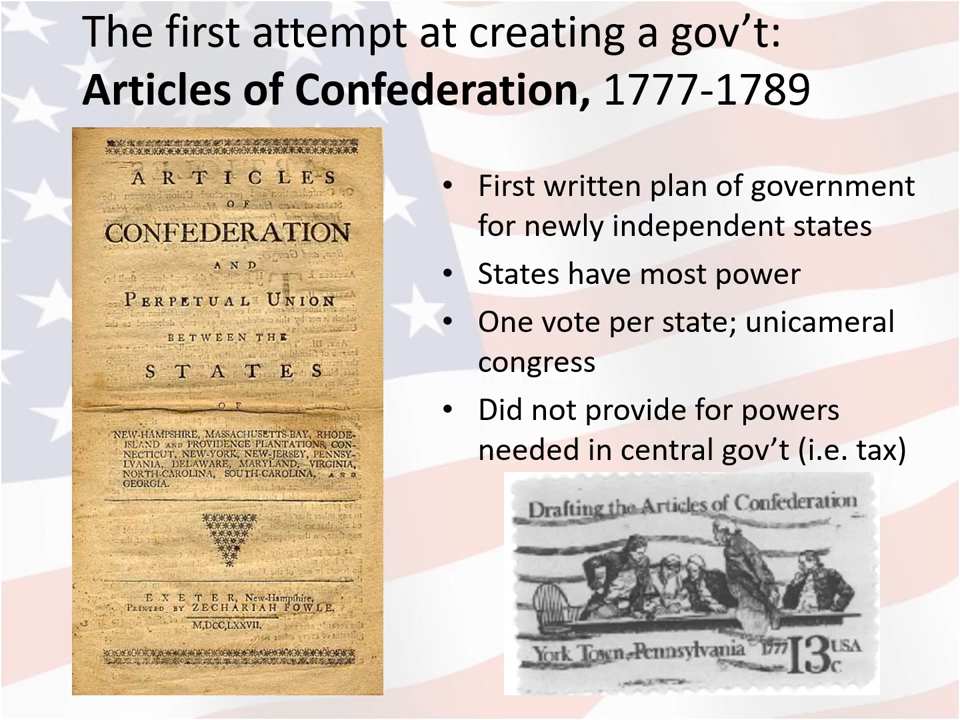 The first attempt at creating a gov’t:
Articles of Confederation, 1777-1789
ARTICLES
OF
CONFEDERATION
AND
PERPETUAL UNION
BETWEEN THE
STATES
OF
NEW-HAMPSHIRE, MASSACHUSETTS-BAY, RHODE-
ISLAND AND PROVIDENCE PLANTATIONS, CON-
NECTICUT, NEW-YORK, NEW-JERSEY, PENNSY-
LVANIA, DELAWARE, MARYLAND, VIRGINIA,
NORTH-CAROLINA, SOUTH-CAROLINA, AND
GEORGIA.
EXETER, New-Hampshire,
PRINTED BY ZECHARIAH FOWLE.
M,DCC,LXXVII.
• First written plan of government
for newly independent states
• States have most power
• One vote per state; unicameral
congress
• Did not provide for powers
needed in central gov’t (i.e. tax)
Drafting the Articles of Confederation
York Town, Pennsylvania 1777 13c USA